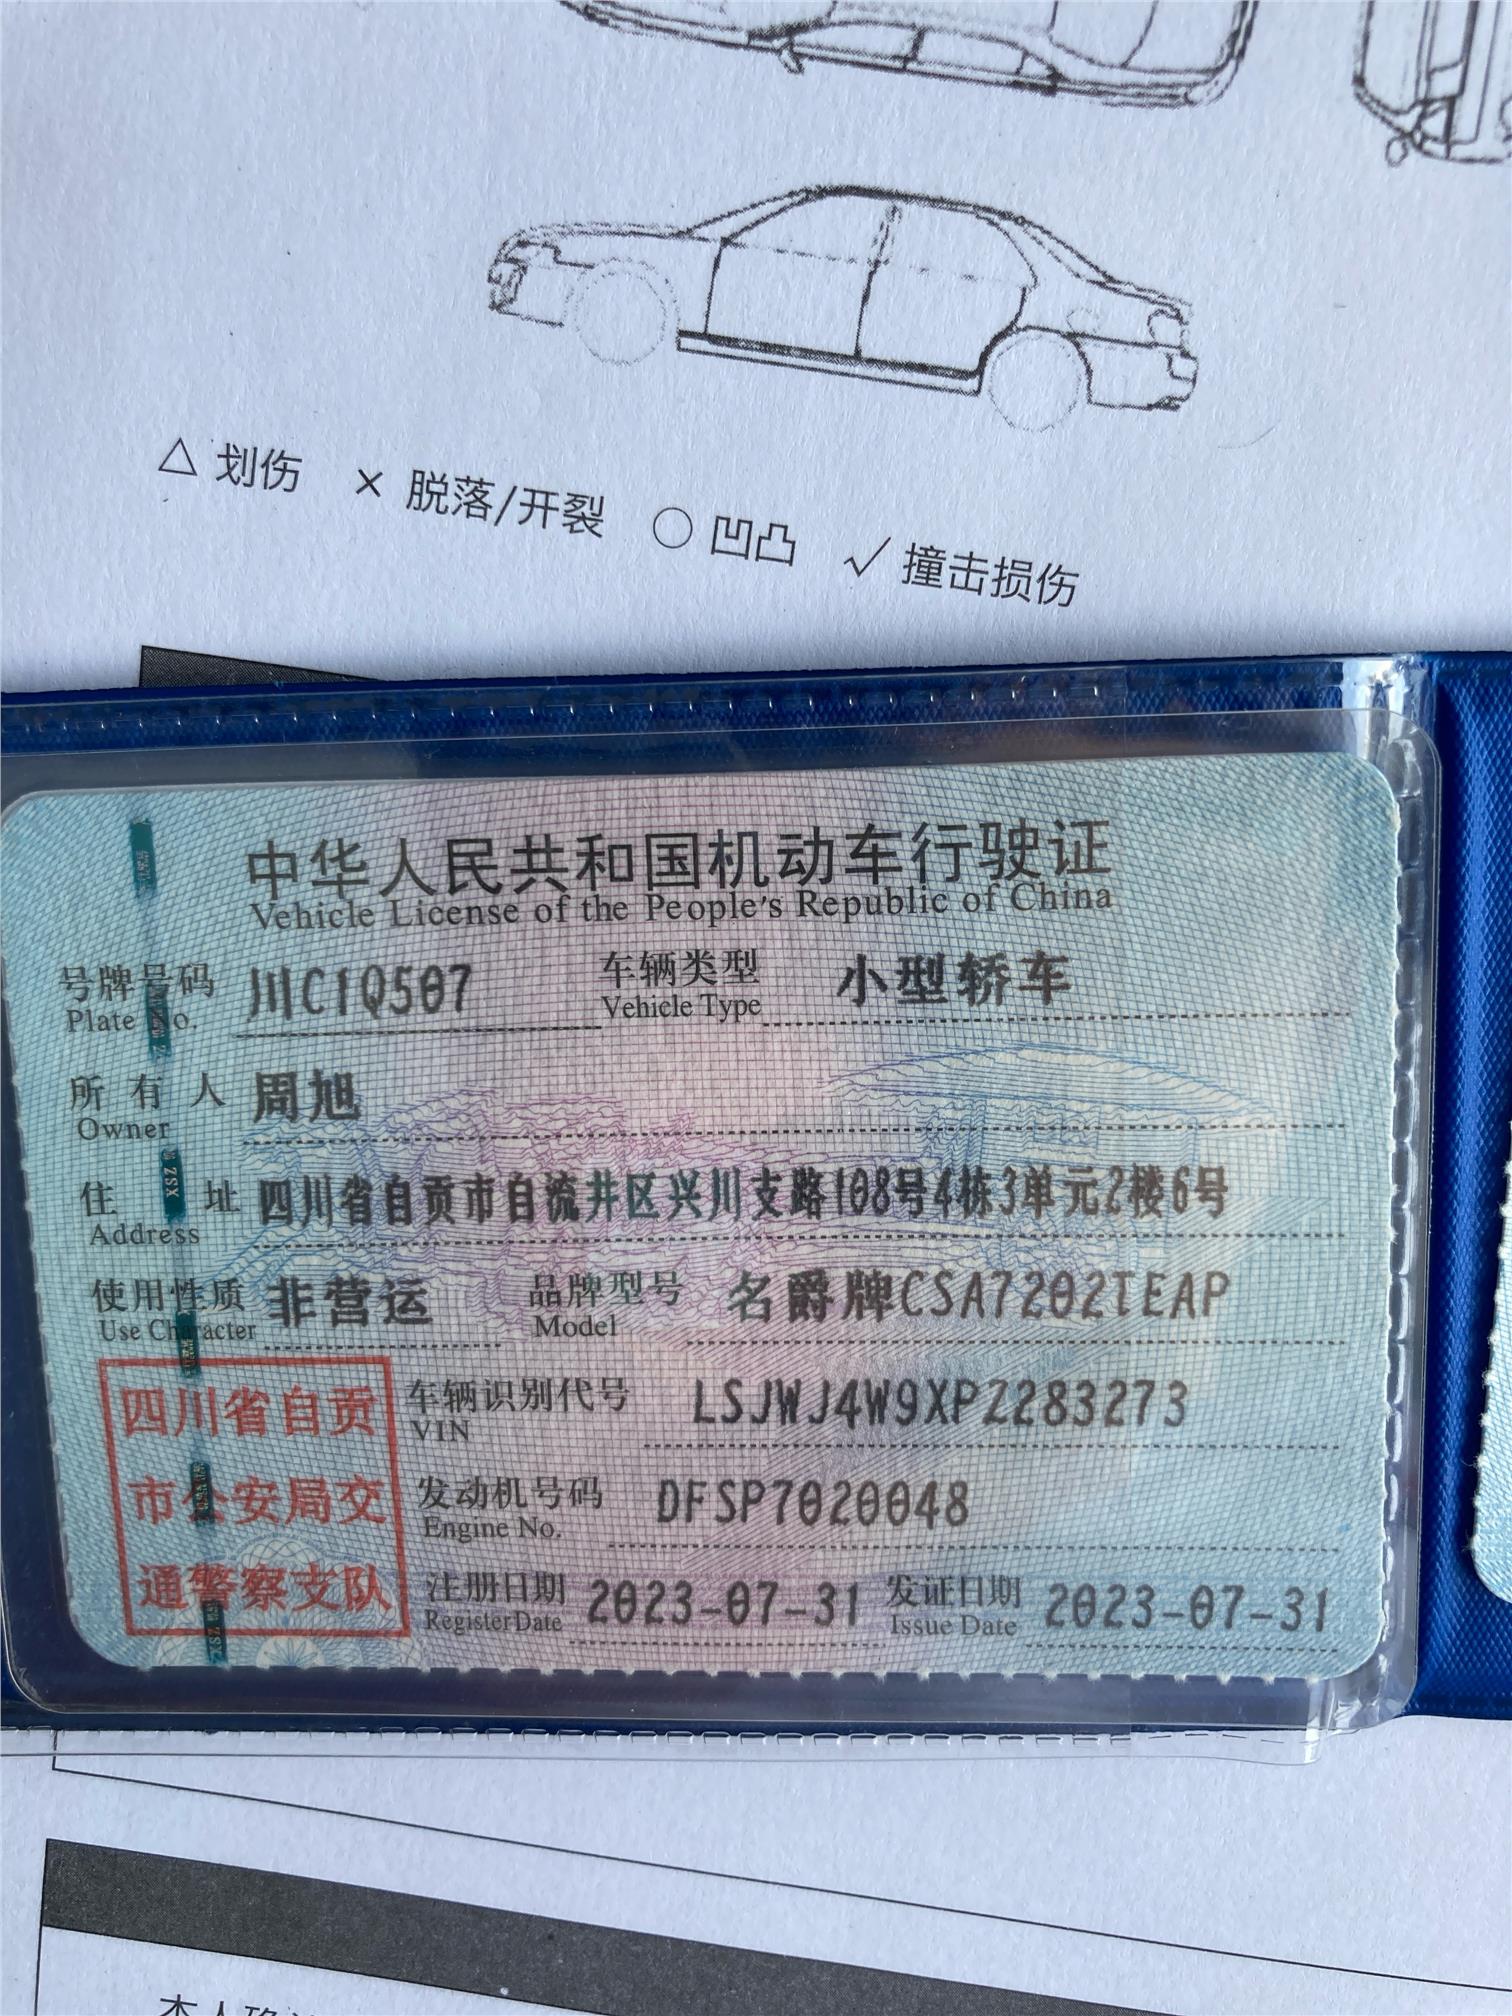 △ 划伤 × 脱落/开裂 ○ 凹凸 √ 撞击损伤
中华人民共和国机动车行驶证
Vehicle License of the People's Republic of China
号牌号码 川C1Q507 车辆类型 小型轿车
Plate No. Vehicle Type
所有人 周旭
Owner
住址 四川省自贡市自流井区兴川支路108号4栋3单元2楼6号
Address
使用性质 非营运 品牌型号 名爵牌CSA7202TEAP
Use Character Model
四川省自贡
市公安局交
通警察支队
车辆识别代号 LSJWJ4W9XPZ283273
VIN
发动机号码 DFSP7020048
Engine No.
注册日期 2023-07-31 发证日期 2023-07-31
Register Date Issue Date
本人确